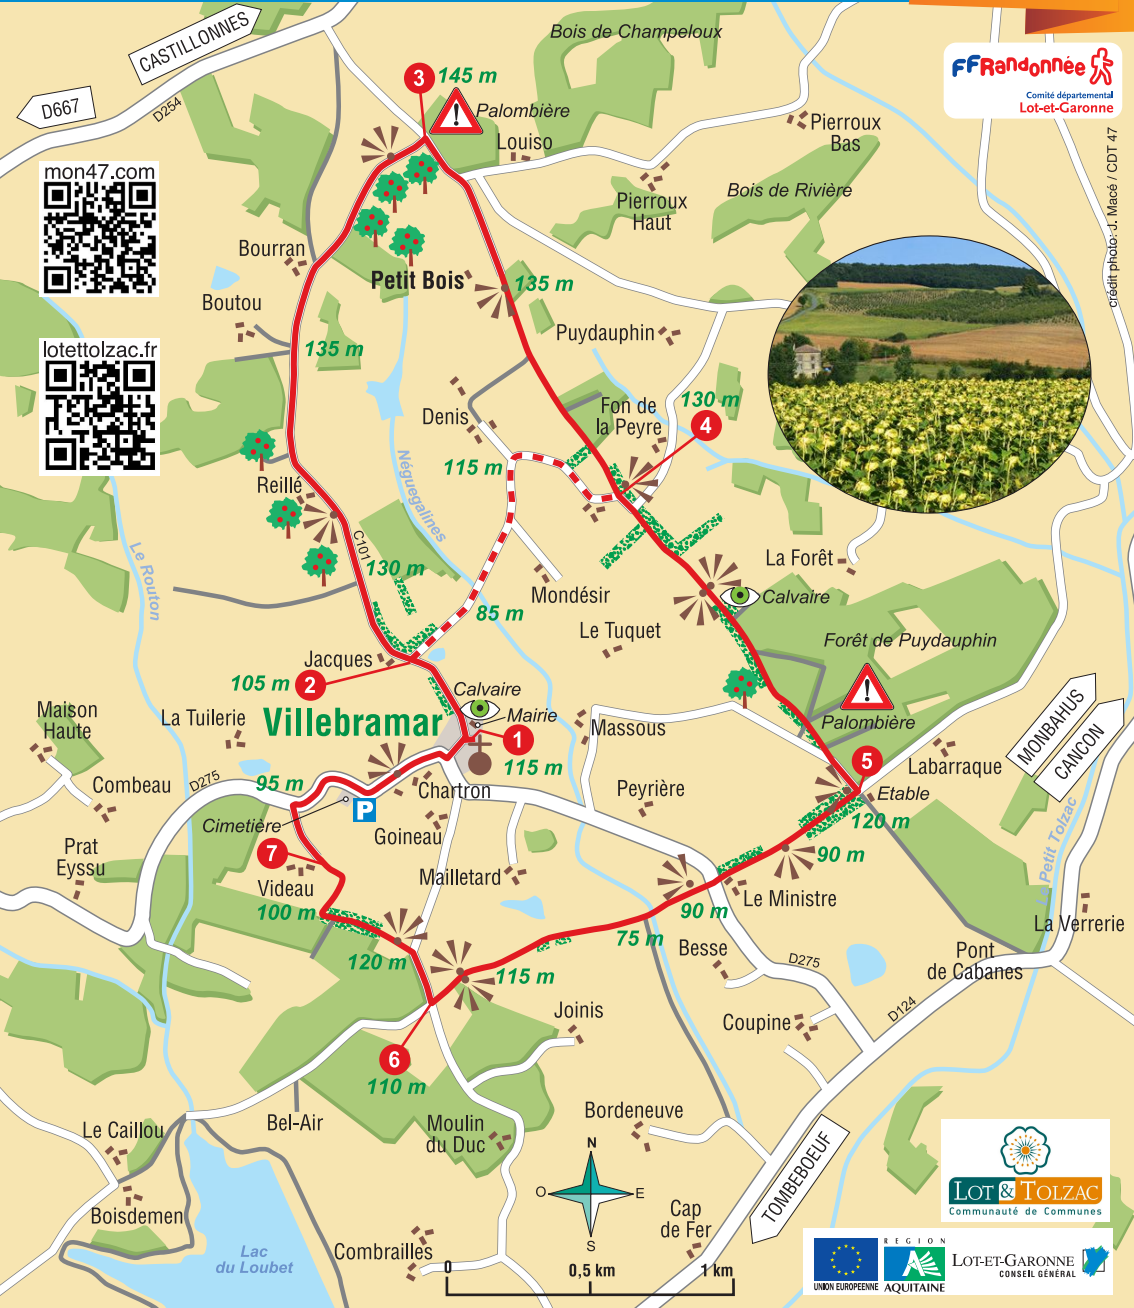 CASTILLONNES
D667
D254
Bois de Champeloux
3
145 m
Palombière
Louiso
FFRandonnée
Comité départemental
Lot-et-Garonne
Pierroux
Bas
mon47.com
Pierroux
Haut
Bois de Rivière
crédit photo: J. Macé / CDT 47
Bourran
Petit Bois
135 m
Boutou
Puydauphin
lotettolzac.fr
135 m
Denis
Fon de
la Peyre
130 m
4
115 m
Reillé
Néguegalines
C101
130 m
Le Routon
La Forêt
Mondésir
Calvaire
85 m
Le Tuquet
Forêt de Puydauphin
Jacques
105 m
2
Calvaire
Palombière
MONBAHUS
CANCON
Maison
Haute
La Tuilerie
Villebramar
Mairie
1
115 m
Massous
5
Labarraque
D275
95 m
Combeau
Chartron
Peyrière
Etable
P
120 m
Cimetière
Goineau
Prat
Eyssu
7
Videau
Mailletard
90 m
Le Petit Tolzac
100 m
Le Ministre
90 m
La Verrerie
120 m
75 m
Besse
115 m
D275
Pont
de Cabanes
Joinis
D124
Coupine
6
110 m
Bel-Air
Moulin
du Duc
Bordeneuve
Le Caillou
TOMBEBOEUF
N
O
E
S
Boisdemen
Cap
de Fer
LOT & TOLZAC
Communauté de Communes
Lac
du Loubet
Combrailles
0
0,5 km
1 km
UNION EUROPEENNE
REGION
AQUITAINE
LOT-ET-GARONNE
CONSEIL GÉNÉRAL